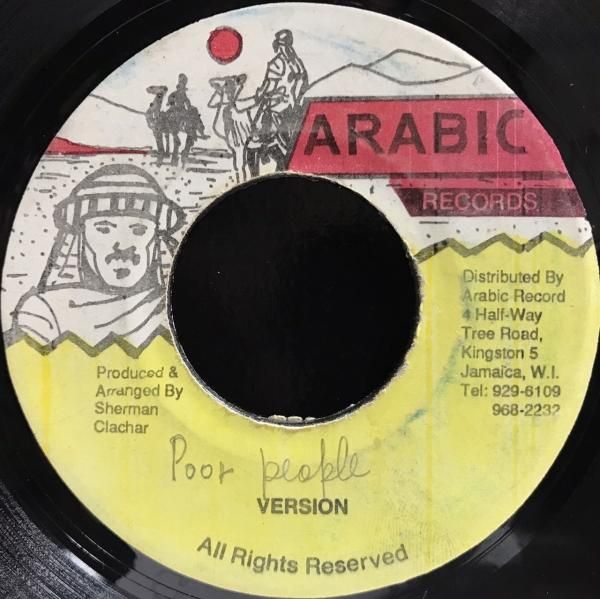 ARABIC
RECORDS
Distributed By
Arabic Record
4 Half-Way
Tree Road,
Kingston 5
Jamaica, W.I.
Tel: 929-6109
968-2232
Produced &
Arranged By
Sherman
Clachar
Poor people
VERSION
All Rights Reserved